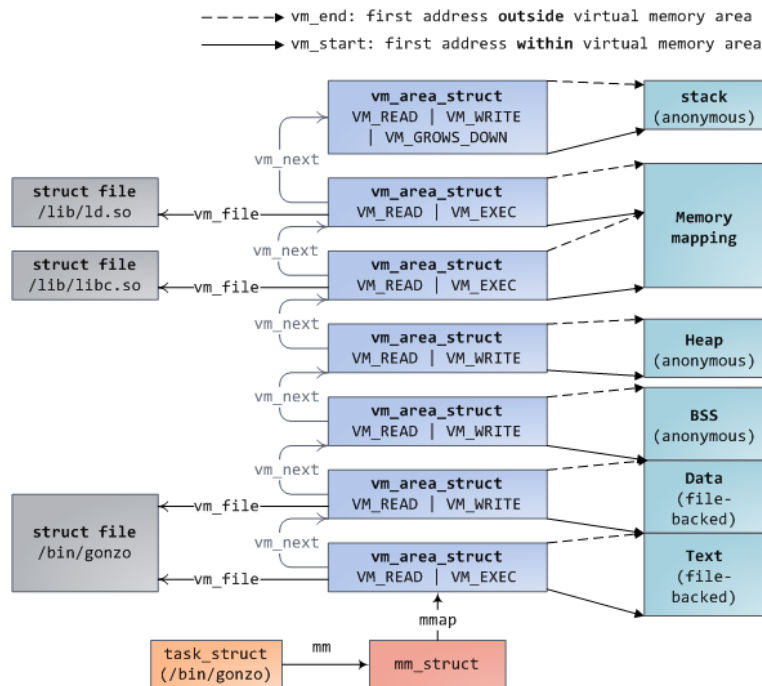 vm_end: first address outside virtual memory area
vm_start: first address within virtual memory area
vm_area_struct
VM_READ | VM_WRITE
| VM_GROWS_DOWN
stack
(anonymous)
vm_next
struct file
/lib/ld.so
vm_file
vm_area_struct
VM_READ | VM_EXEC
Memory
mapping
vm_next
struct file
/lib/libc.so
vm_file
vm_area_struct
VM_READ | VM_EXEC
vm_next
vm_area_struct
VM_READ | VM_WRITE
Heap
(anonymous)
vm_next
vm_area_struct
VM_READ | VM_WRITE
BSS
(anonymous)
vm_next
vm_area_struct
VM_READ | VM_WRITE
Data
(file-
backed)
vm_file
struct file
/bin/gonzo
vm_next
vm_file
vm_area_struct
VM_READ | VM_EXEC
Text
(file-
backed)
mmap
task_struct
(/bin/gonzo)
mm
mm_struct